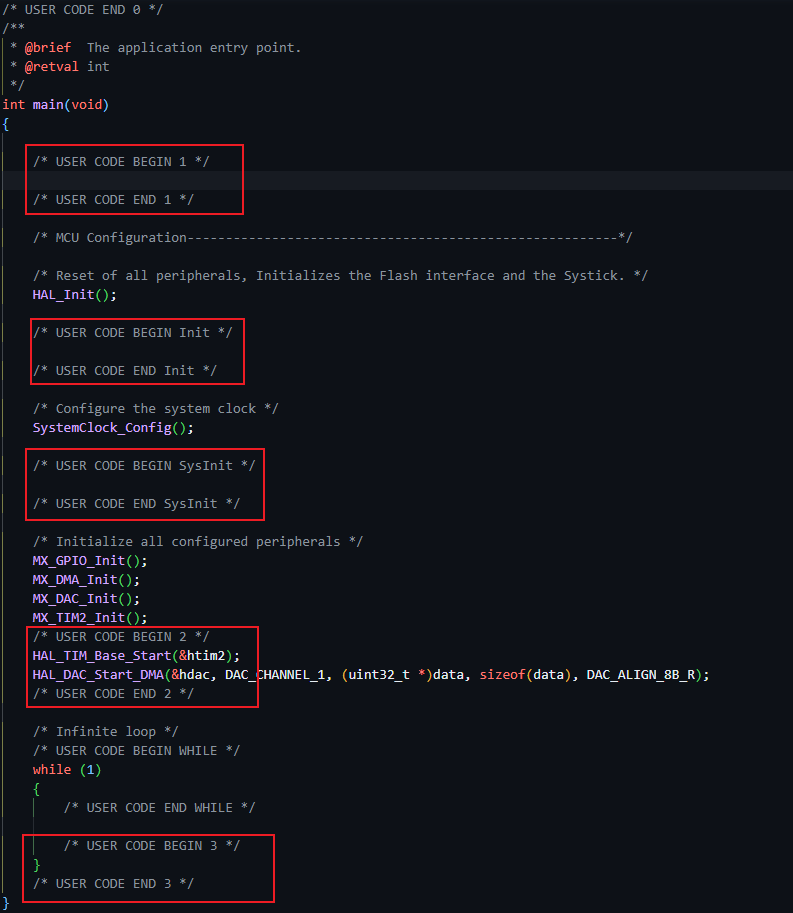 /* USER CODE END 0 */
/**
 * @brief  The application entry point.
 * @retval int
 */
int main(void)
{
/* USER CODE BEGIN 1 */
/* USER CODE END 1 */
/* MCU Configuration--------------------------------------------------------*/
/* Reset of all peripherals, Initializes the Flash interface and the Systick. */
HAL_Init();
/* USER CODE BEGIN Init */
/* USER CODE END Init */
/* Configure the system clock */
SystemClock_Config();
/* USER CODE BEGIN SysInit */
/* USER CODE END SysInit */
/* Initialize all configured peripherals */
MX_GPIO_Init();
MX_DMA_Init();
MX_DAC_Init();
MX_TIM2_Init();
/* USER CODE BEGIN 2 */
HAL_TIM_Base_Start(&htim2);
HAL_DAC_Start_DMA(&hdac, DAC_CHANNEL_1, (uint32_t *)data, sizeof(data), DAC_ALIGN_8B_R);
/* USER CODE END 2 */
/* Infinite loop */
/* USER CODE BEGIN WHILE */
while (1)
{
/* USER CODE END WHILE */
/* USER CODE BEGIN 3 */
}
/* USER CODE END 3 */
}